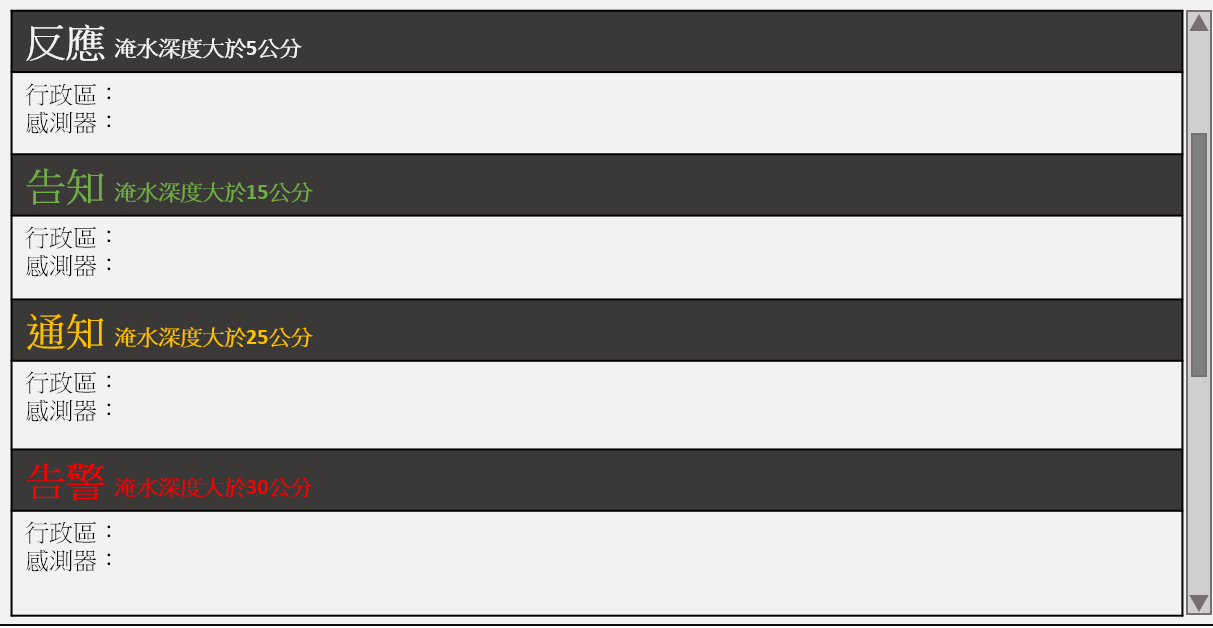 反應 淹水深度大於5公分
行政區：
感測器：
告知 淹水深度大於15公分
行政區：
感測器：
通知 淹水深度大於25公分
行政區：
感測器：
告警 淹水深度大於30公分
行政區：
感測器：